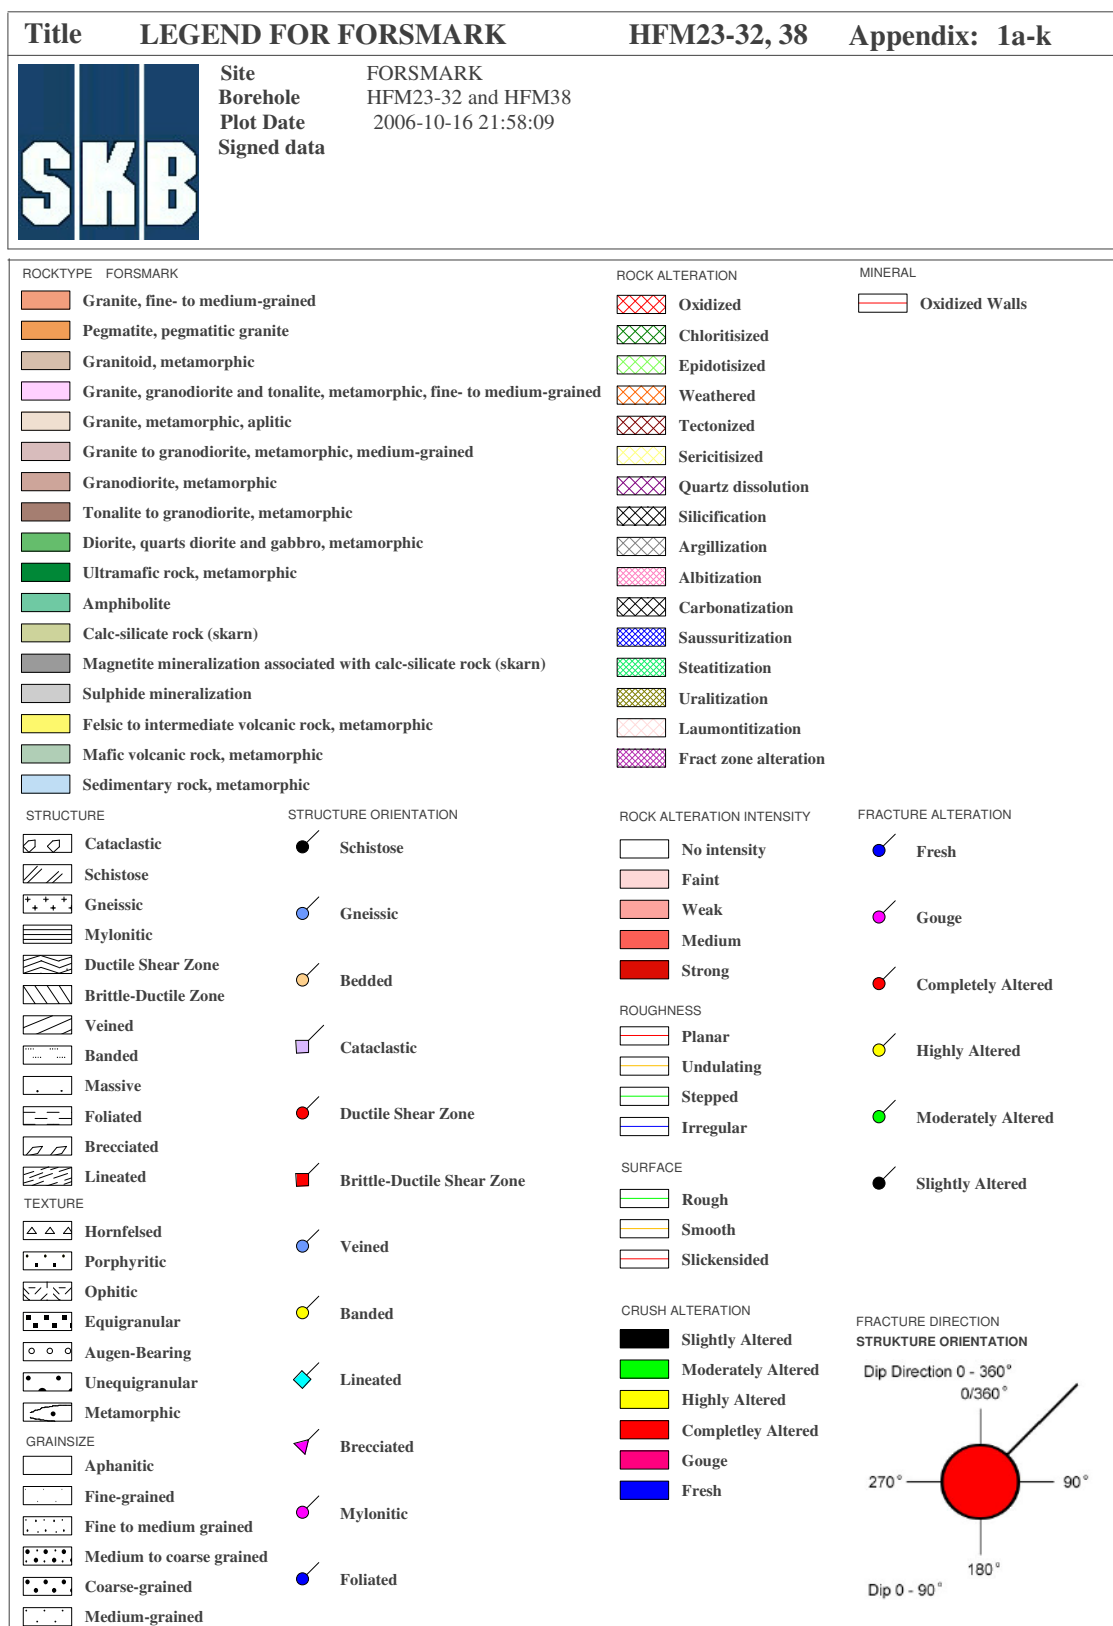 Title LEGEND FOR FORSMARK HFM23-32, 38 Appendix: 1a-k
SKB
Site FORSMARK
Borehole HFM23-32 and HFM38
Plot Date 2006-10-16 21:58:09
Signed data
ROCKTYPE FORSMARK
Granite, fine- to medium-grained
Pegmatite, pegmatitic granite
Granitoid, metamorphic
Granite, granodiorite and tonalite, metamorphic, fine- to medium-grained
Granite, metamorphic, aplitic
Granite to granodiorite, metamorphic, medium-grained
Granodiorite, metamorphic
Tonalite to granodiorite, metamorphic
Diorite, quarts diorite and gabbro, metamorphic
Ultramafic rock, metamorphic
Amphibolite
Calc-silicate rock (skarn)
Magnetite mineralization associated with calc-silicate rock (skarn)
Sulphide mineralization
Felsic to intermediate volcanic rock, metamorphic
Mafic volcanic rock, metamorphic
Sedimentary rock, metamorphic
ROCK ALTERATION
Oxidized
Chloritisized
Epidotisized
Weathered
Tectonized
Sericitisized
Quartz dissolution
Silicification
Argillization
Albitization
Carbonatization
Saussuritization
Steatitization
Uralitization
Laumontitization
Fract zone alteration
MINERAL
Oxidized Walls
STRUCTURE
Cataclastic
Schistose
Gneissic
Mylonitic
Ductile Shear Zone
Brittle-Ductile Zone
Veined
Banded
Massive
Foliated
Brecciated
Lineated
TEXTURE
Hornfelsed
Porphyritic
Ophitic
Equigranular
Augen-Bearing
Unequigranular
Metamorphic
GRAINSIZE
Aphanitic
Fine-grained
Fine to medium grained
Medium to coarse grained
Coarse-grained
Medium-grained
STRUCTURE ORIENTATION
Schistose
Gneissic
Bedded
Cataclastic
Ductile Shear Zone
Brittle-Ductile Shear Zone
Veined
Banded
Lineated
Brecciated
Mylonitic
Foliated
ROCK ALTERATION INTENSITY
No intensity
Faint
Weak
Medium
Strong
ROUGHNESS
Planar
Undulating
Stepped
Irregular
SURFACE
Rough
Smooth
Slickensided
CRUSH ALTERATION
Slightly Altered
Moderately Altered
Highly Altered
Completley Altered
Gouge
Fresh
FRACTURE ALTERATION
Fresh
Gouge
Completely Altered
Highly Altered
Moderately Altered
Slightly Altered
FRACTURE DIRECTION
STRUKTURE ORIENTATION
Dip Direction 0 - 360°
0/360°
270° 90°
180°
Dip 0 - 90°